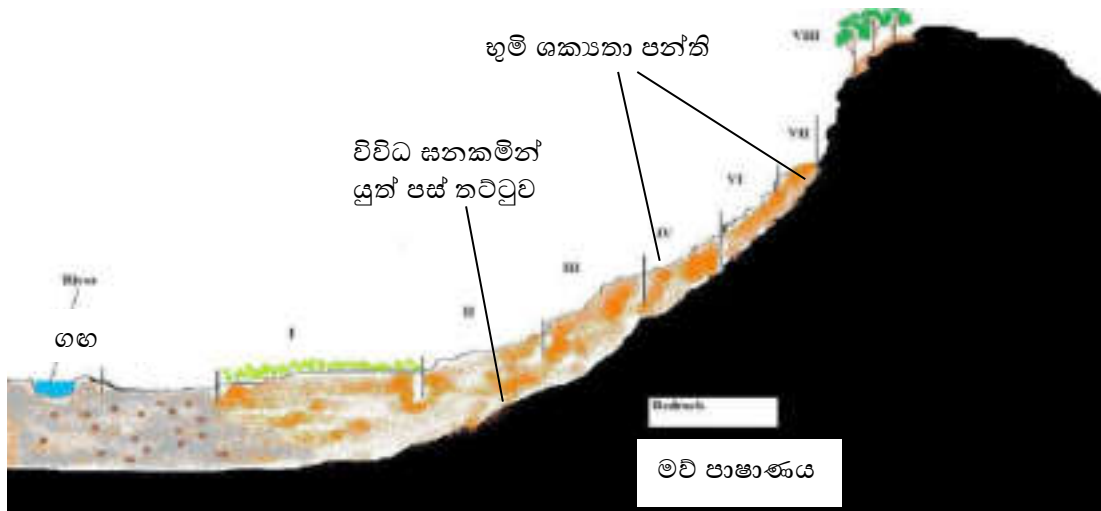 භූමි ශක්‍යතා පන්ති
VIII
VII
විවිධ ඝනකමින්
යුත් පස් තට්ටුව
VI
IV
III
River
II
I
ගඟ
Bedrock
මව් පාෂාණය